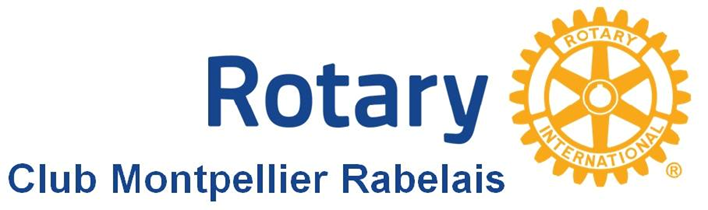 Rotary
Club Montpellier Rabelais
ROTARY
INTERNATIONAL
®